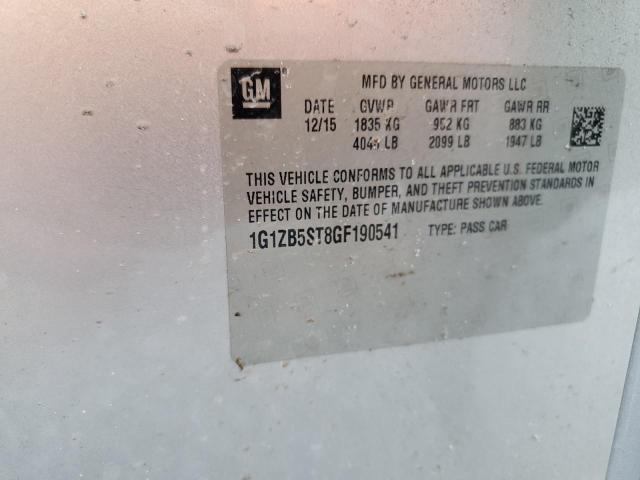 GM
MFD BY GENERAL MOTORS LLC
DATE GVWR GAWR FRT GAWR RR
12/15 1835 KG 952 KG 883 KG
2099 LB 1947 LB
THIS VEHICLE CONFORMS TO ALL APPLICABLE U.S. FEDERAL MOTOR
VEHICLE SAFETY, BUMPER, AND THEFT PREVENTION STANDARDS IN
EFFECT ON THE DATE OF MANUFACTURE SHOWN ABOVE.
1G1ZB5ST8GF190541 TYPE: PASS CAR